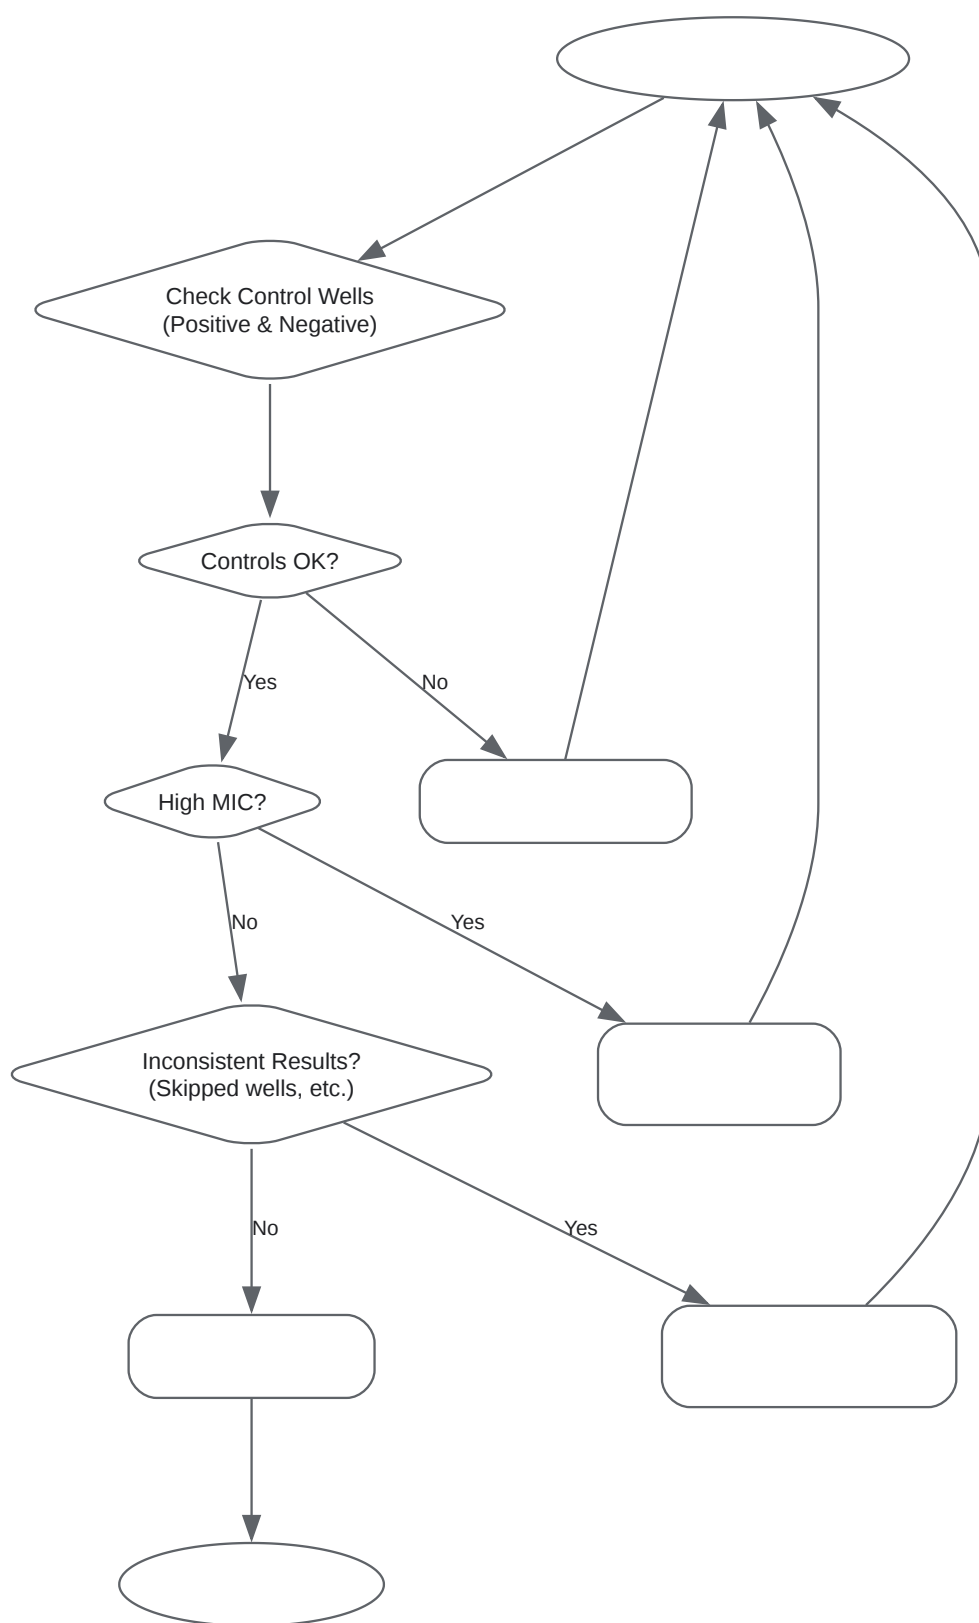 Check Control Wells
(Positive & Negative)
Controls OK?
Yes
No
High MIC?
No
Yes
Inconsistent Results?
(Skipped wells, etc.)
No
Yes